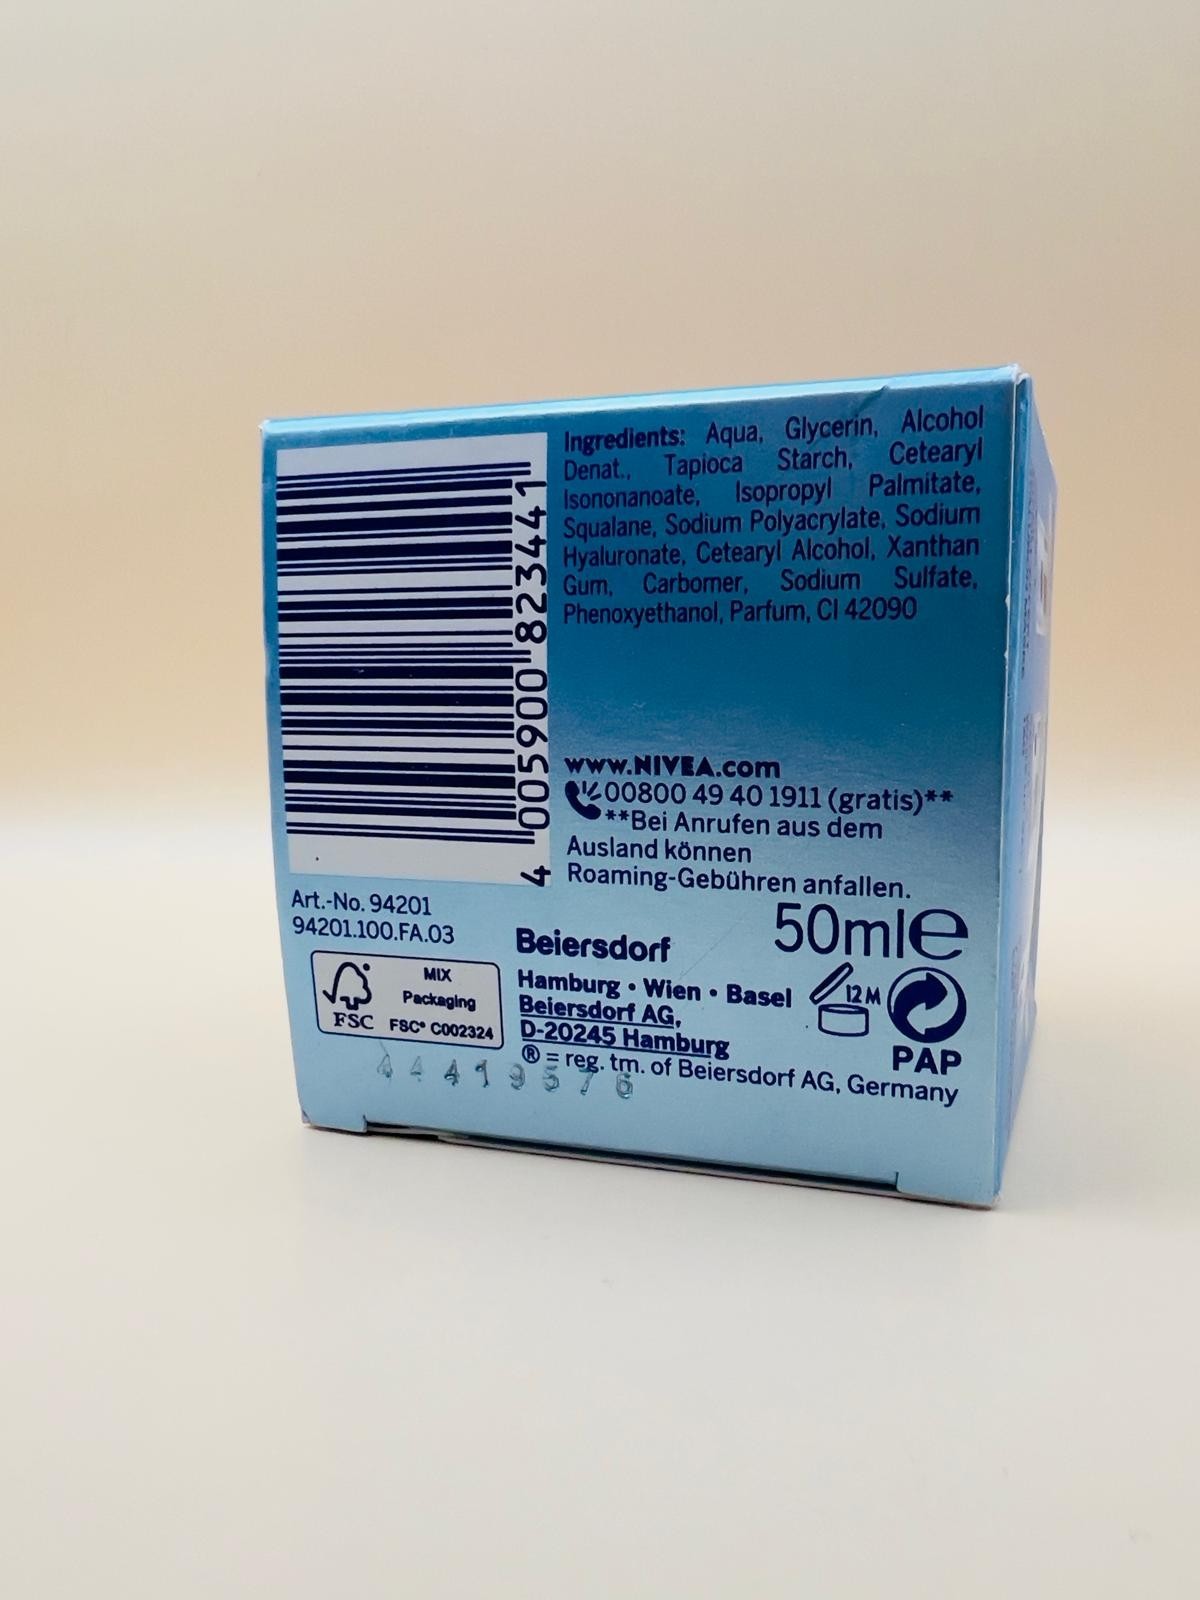 Ingredients: Aqua, Glycerin, Alcohol
Denat., Tapioca Starch, Cetearyl
Isononanoate, Isopropyl Palmitate,
Squalane, Sodium Polyacrylate, Sodium
Hyaluronate, Cetearyl Alcohol, Xanthan
Gum, Carbomer, Sodium Sulfate,
Phenoxyethanol, Parfum, CI 42090
4 005900 823441
www.NIVEA.com
00800 49 40 1911 (gratis)**
**Bei Anrufen aus dem
Ausland können
Roaming-Gebühren anfallen.
50ml℮
Art.-No. 94201
94201.100.FA.03
MIX
Packaging
FSC FSC® C002324
Beiersdorf
Hamburg • Wien • Basel
Beiersdorf AG,
D-20245 Hamburg
® = reg. tm. of Beiersdorf AG, Germany
12M
PAP
44419576